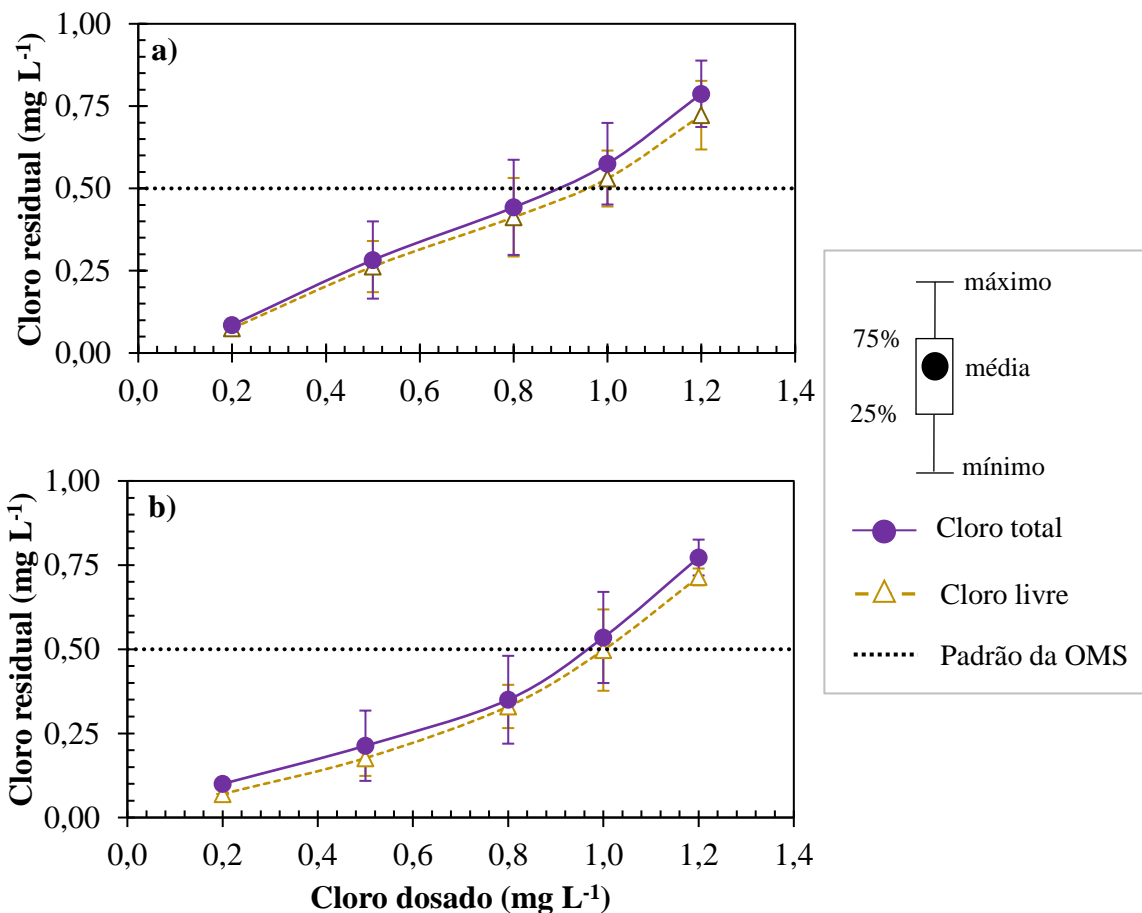 a)
Cloro residual (mg L⁻¹)
1,00
0,75
0,50
0,25
0,00
0,0 0,2 0,4 0,6 0,8 1,0 1,2 1,4
b)
Cloro residual (mg L⁻¹)
1,00
0,75
0,50
0,25
0,00
0,0 0,2 0,4 0,6 0,8 1,0 1,2 1,4
Cloro dosado (mg L⁻¹)
máximo
75%
média
25%
mínimo
Cloro total
Cloro livre
Padrão da OMS